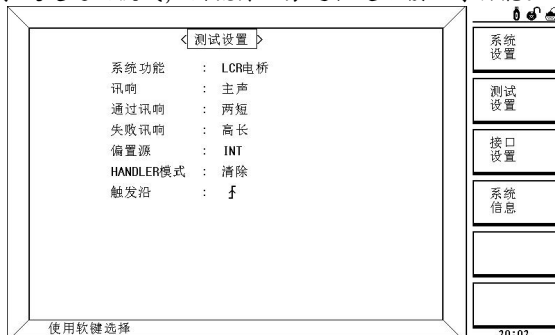 < 测试设置 >
系统功能 : LCR电桥
讯响 : 主声
通过讯响 : 两短
失败讯响 : 高长
偏置源 : INT
HANDLER模式 : 清除
触发沿 :
使用软键选择
系统
设置
测试
设置
接口
设置
系统
信息